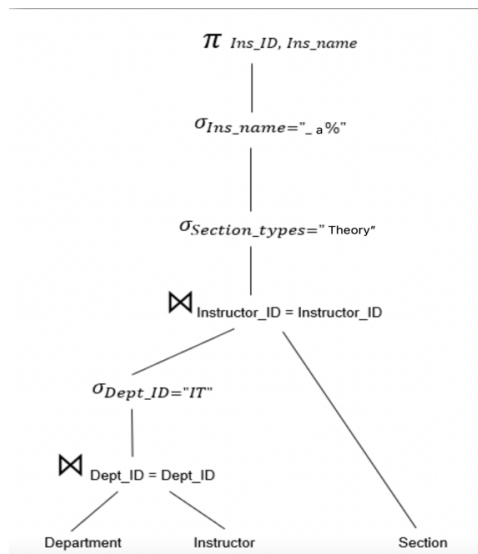 π Ins_ID, Ins_name
σIns_name="_ a%"
σSection_types=" Theory"
⋈ Instructor_ID = Instructor_ID
σDept_ID="IT"
⋈ Dept_ID = Dept_ID
Department Instructor Section